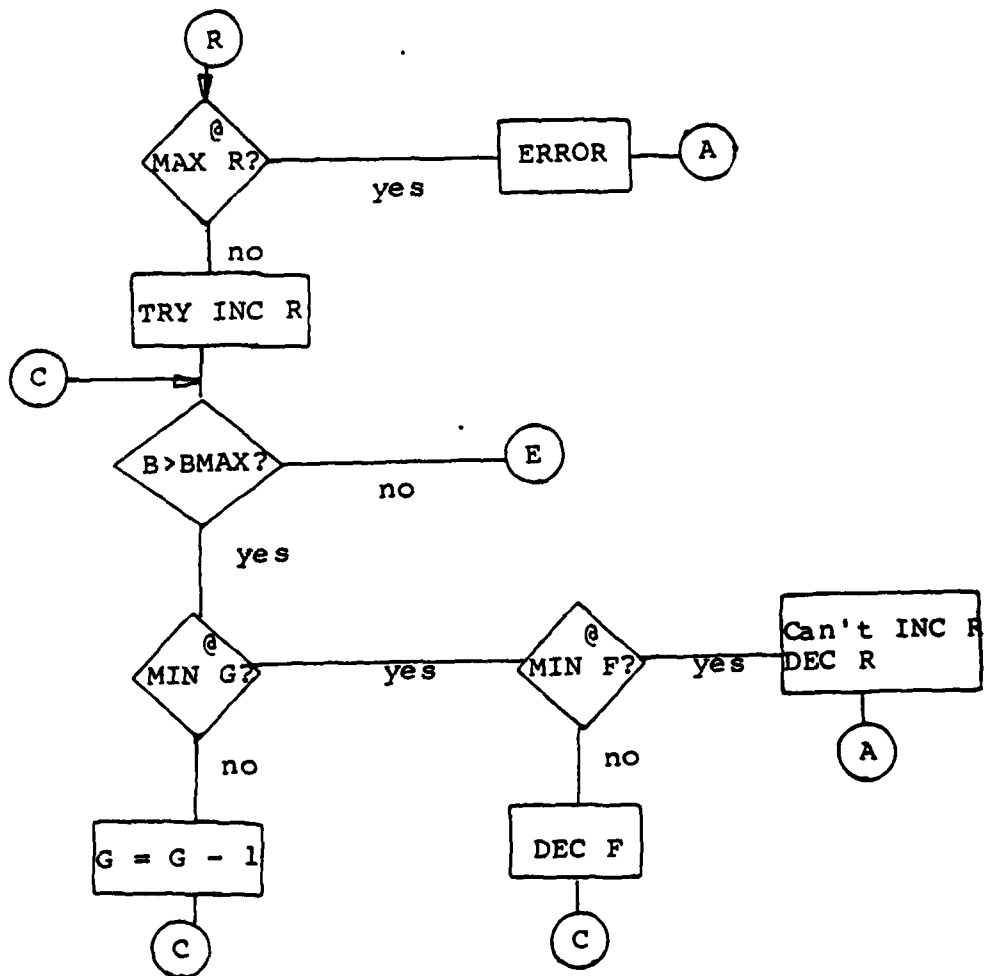 R
@
MAX R?
yes
ERROR
A
no
TRY INC R
C
B>BMAX?
no
E
yes
@
MIN G?
yes
@
MIN F?
yes
Can't INC R
DEC R
A
no
G = G - 1
C
no
DEC F
C